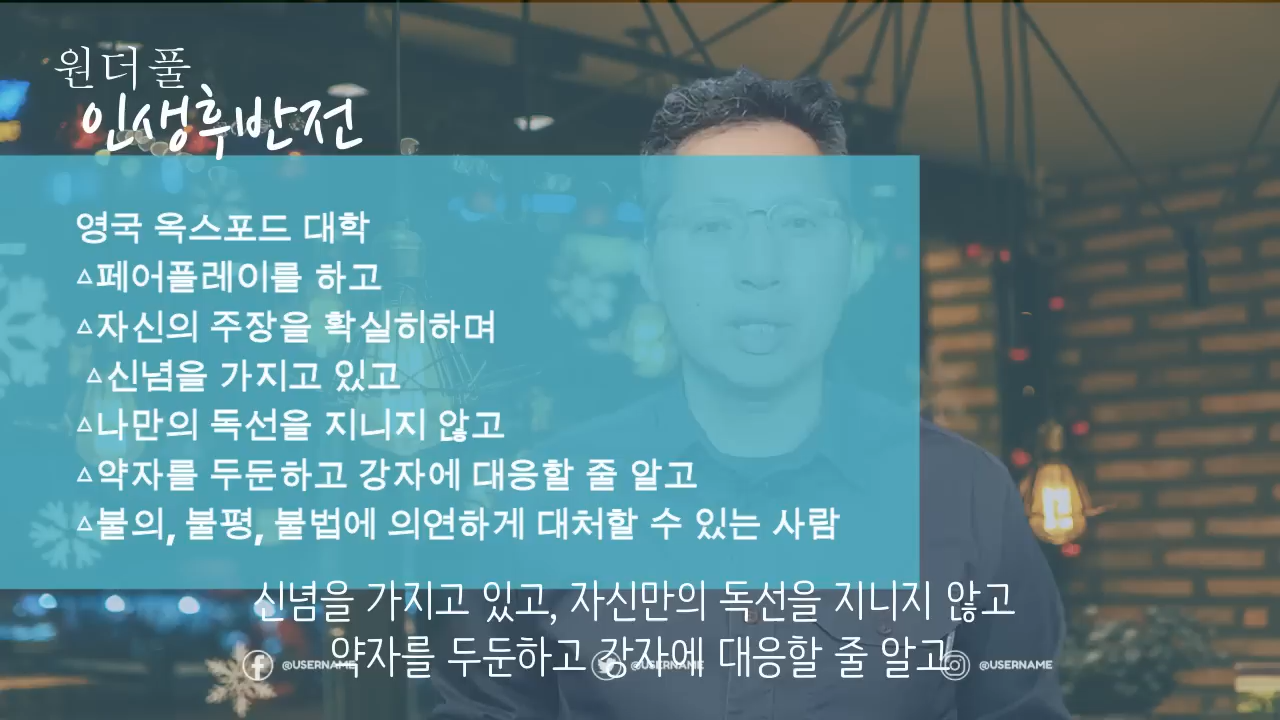 원더풀
인생후반전
영국 옥스포드 대학
▵페어플레이를 하고
▵자신의 주장을 확실히하며
▵신념을 가지고 있고
▵나만의 독선을 지니지 않고
▵약자를 두둔하고 강자에 대응할 줄 알고
▵불의, 불평, 불법에 의연하게 대처할 수 있는 사람
신념을 가지고 있고, 자신만의 독선을 지니지 않고
약자를 두둔하고 강자에 대응할 줄 알고
@USERNAME @USERNAME @USERNAME